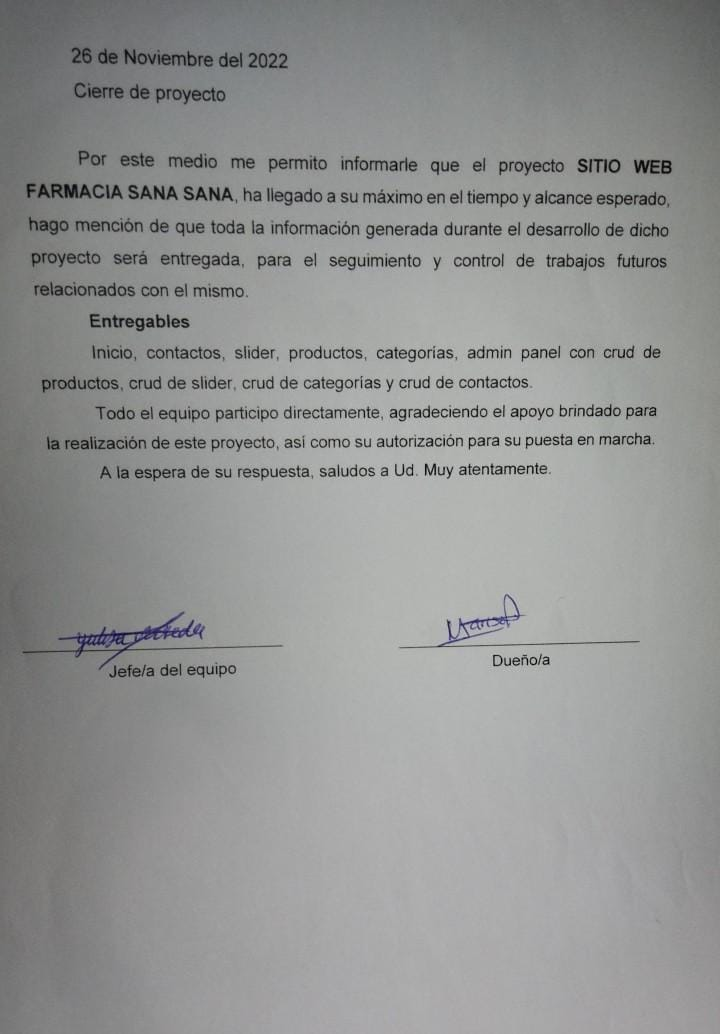 26 de Noviembre del 2022
Cierre de proyecto
Por este medio me permito informarle que el proyecto SITIO WEB
FARMACIA SANA SANA, ha llegado a su máximo en el tiempo y alcance esperado,
hago mención de que toda la información generada durante el desarrollo de dicho
proyecto será entregada, para el seguimiento y control de trabajos futuros
relacionados con el mismo.
Entregables
Inicio, contactos, slider, productos, categorías, admin panel con crud de
productos, crud de slider, crud de categorías y crud de contactos.
Todo el equipo participo directamente, agradeciendo el apoyo brindado para
la realización de este proyecto, así como su autorización para su puesta en marcha.
A la espera de su respuesta, saludos a Ud. Muy atentamente.
Jefe/a del equipo
Dueño/a